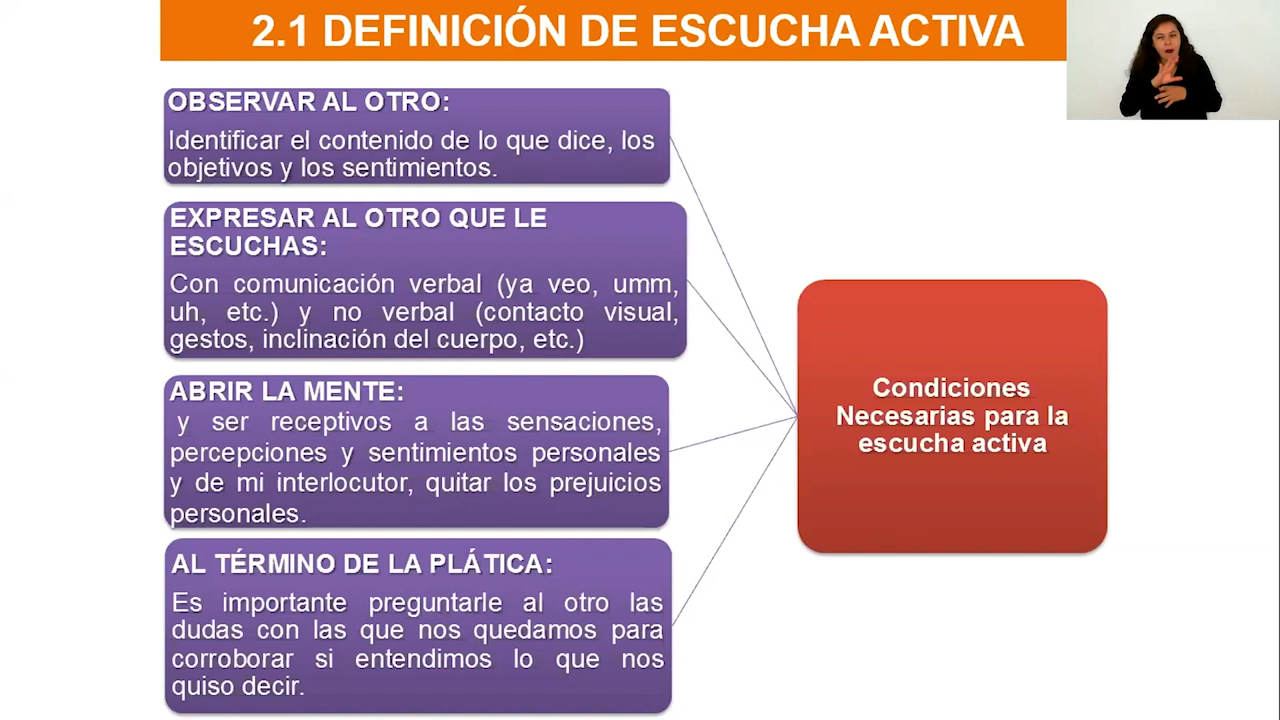 2.1 DEFINICIÓN DE ESCUCHA ACTIVA
OBSERVAR AL OTRO:
Identificar el contenido de lo que dice, los
objetivos y los sentimientos.
EXPRESAR AL OTRO QUE LE
ESCUCHAS:
Con comunicación verbal (ya veo, umm,
uh, etc.) y no verbal (contacto visual,
gestos, inclinación del cuerpo, etc.)
ABRIR LA MENTE:
y ser receptivos a las sensaciones,
percepciones y sentimientos personales
y de mi interlocutor, quitar los prejuicios
personales.
AL TÉRMINO DE LA PLÁTICA:
Es importante preguntarle al otro las
dudas con las que nos quedamos para
corroborar si entendimos lo que nos
quiso decir.
Condiciones
Necesarias para la
escucha activa